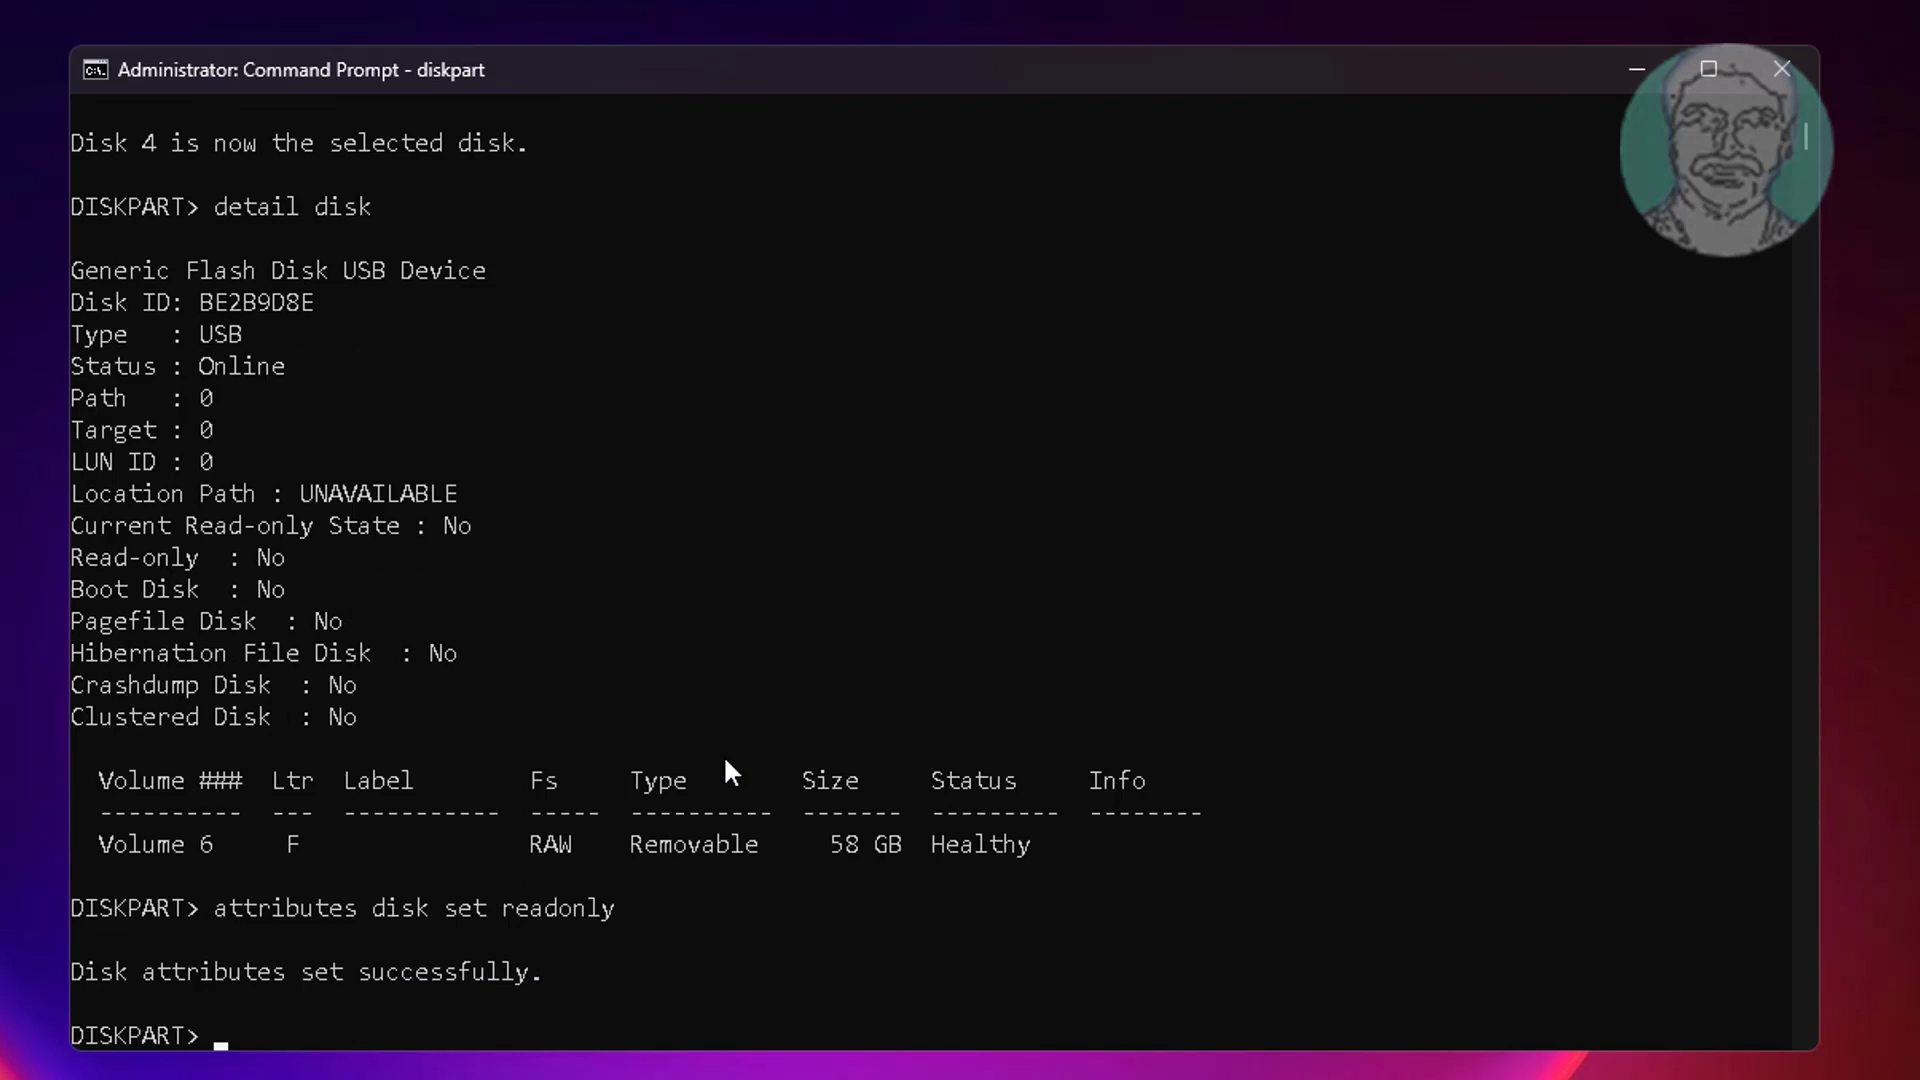 Administrator: Command Prompt - diskpart
Disk 4 is now the selected disk.
DISKPART> detail disk
Generic Flash Disk USB Device
Disk ID: BE2B9D8E
Type   : USB
Status : Online
Path   : 0
Target : 0
LUN ID : 0
Location Path : UNAVAILABLE
Current Read-only State : No
Read-only  : No
Boot Disk  : No
Pagefile Disk  : No
Hibernation File Disk  : No
Crashdump Disk  : No
Clustered Disk  : No
Volume ###  Ltr  Label        Fs     Type        Size     Status     Info
----------  ---  -----------  -----  ----------  -------  ---------  --------
Volume 6     F                RAW    Removable     58 GB  Healthy
DISKPART> attributes disk set readonly
Disk attributes set successfully.
DISKPART>